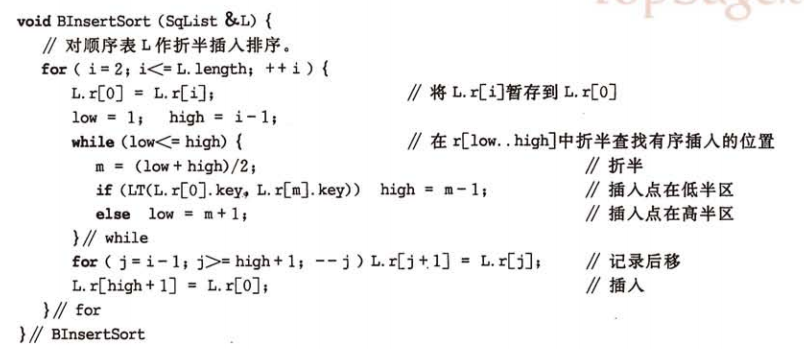 TopSage.c
void BInsertSort (SqList &L) {
// 对顺序表 L 作折半插入排序。
for ( i=2; i<=L.length; ++i ) {
L.r[0] = L.r[i]; // 将 L.r[i]暂存到 L.r[0]
low = 1; high = i-1;
while (low<=high) { // 在 r[low..high]中折半查找有序插入的位置
m = (low+high)/2; // 折半
if (LT(L.r[0].key, L.r[m].key)) high = m-1; // 插入点在低半区
else low = m+1; // 插入点在高半区
}// while
for ( j=i-1; j>=high+1; --j ) L.r[j+1] = L.r[j]; // 记录后移
L.r[high+1] = L.r[0]; // 插入
}// for
}// BInsertSort